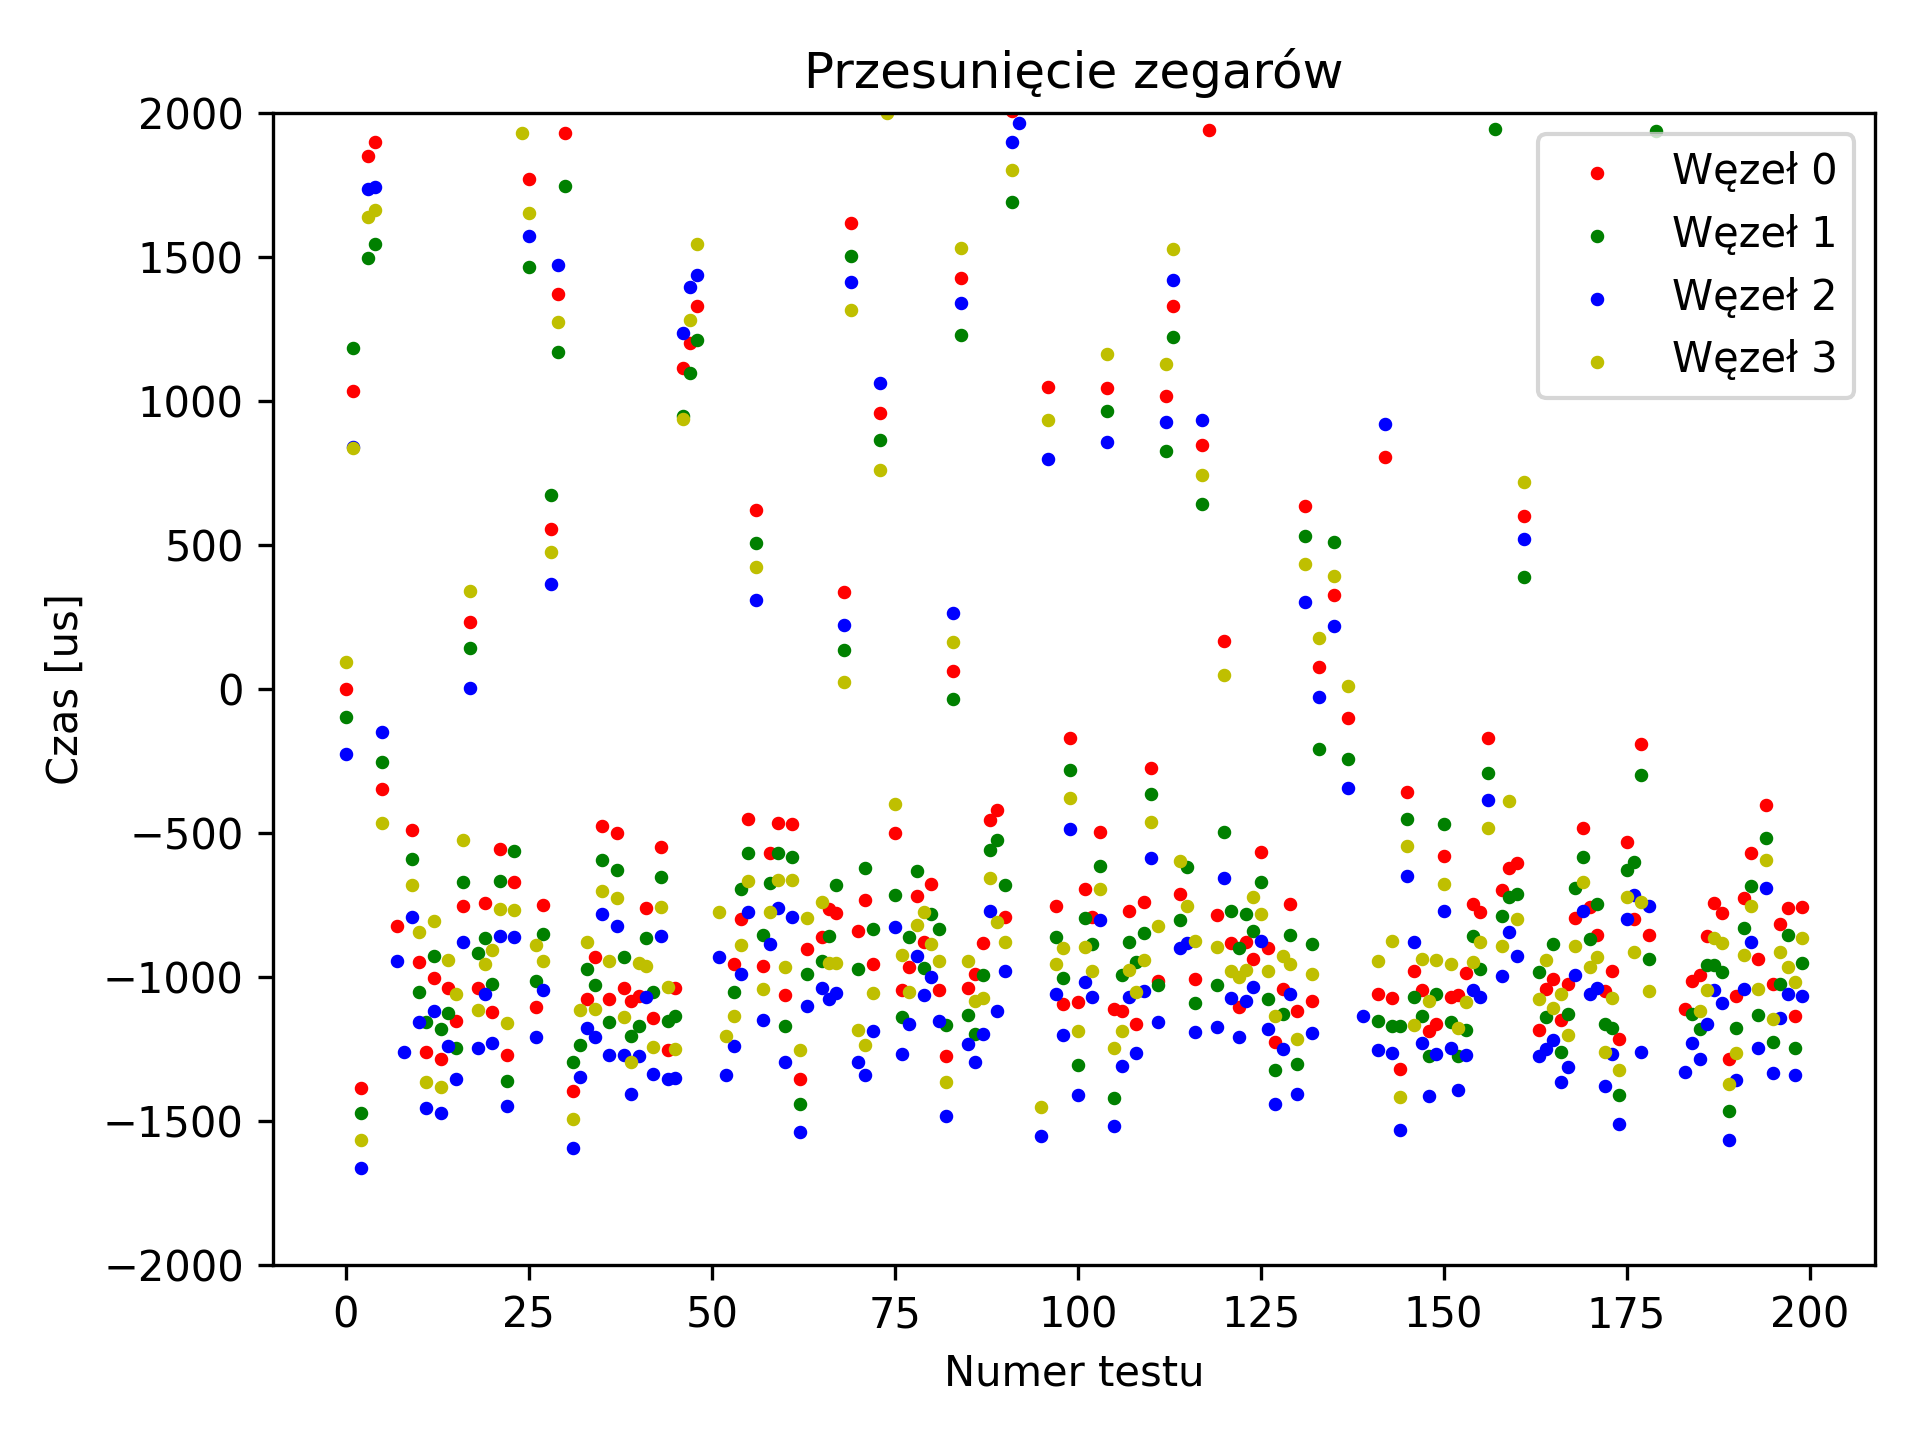 Przesunięcie zegarów
2000
1500
1000
500
0
−500
−1000
−1500
−2000
Czas [us]
Węzeł 0
Węzeł 1
Węzeł 2
Węzeł 3
0 25 50 75 100 125 150 175 200
Numer testu